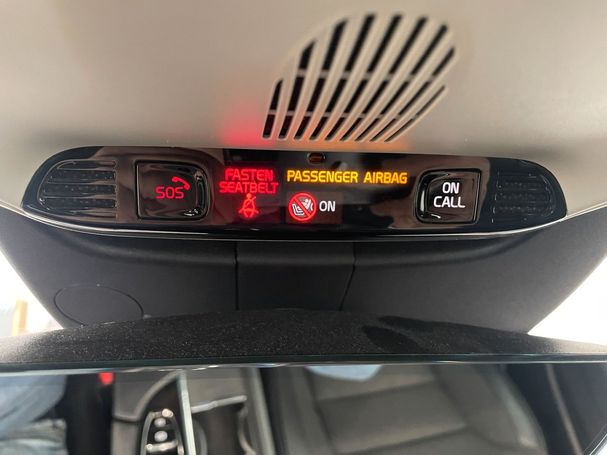 SOS
FASTEN
SEATBELT
PASSENGER AIRBAG
ON
ON
CALL